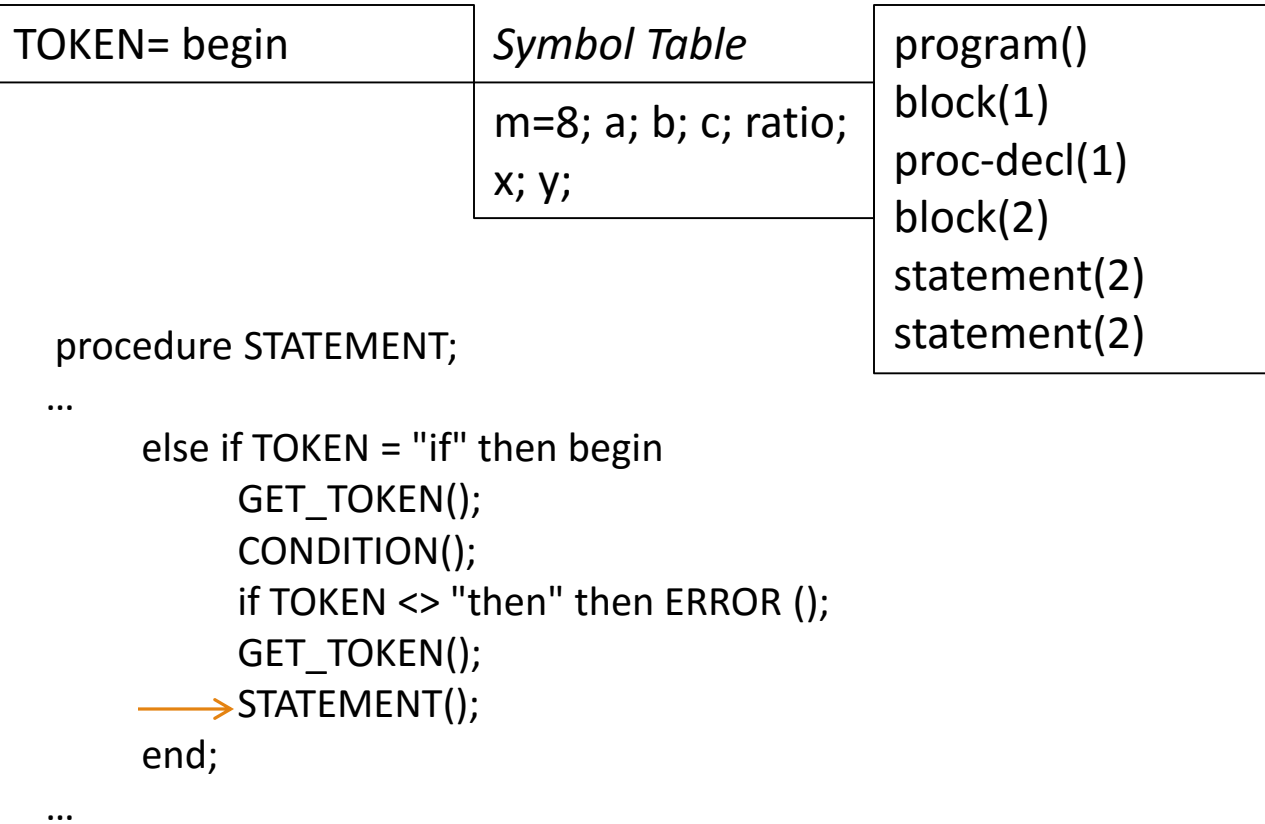 TOKEN= begin
Symbol Table
m=8; a; b; c; ratio;
x; y;
program()
block(1)
proc-decl(1)
block(2)
statement(2)
statement(2)
procedure STATEMENT;
…
else if TOKEN = "if" then begin
GET_TOKEN();
CONDITION();
if TOKEN <> "then" then ERROR ();
GET_TOKEN();
STATEMENT();
end;
…